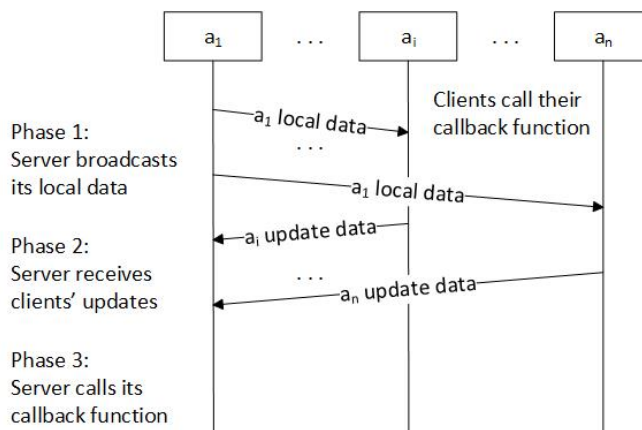 a₁ ... aᵢ ... aₙ
Clients call their
callback function
Phase 1:
Server broadcasts
its local data
a₁ local data
...
a₁ local data
Phase 2:
Server receives
clients’ updates
aᵢ update data
...
aₙ update data
Phase 3:
Server calls its
callback function